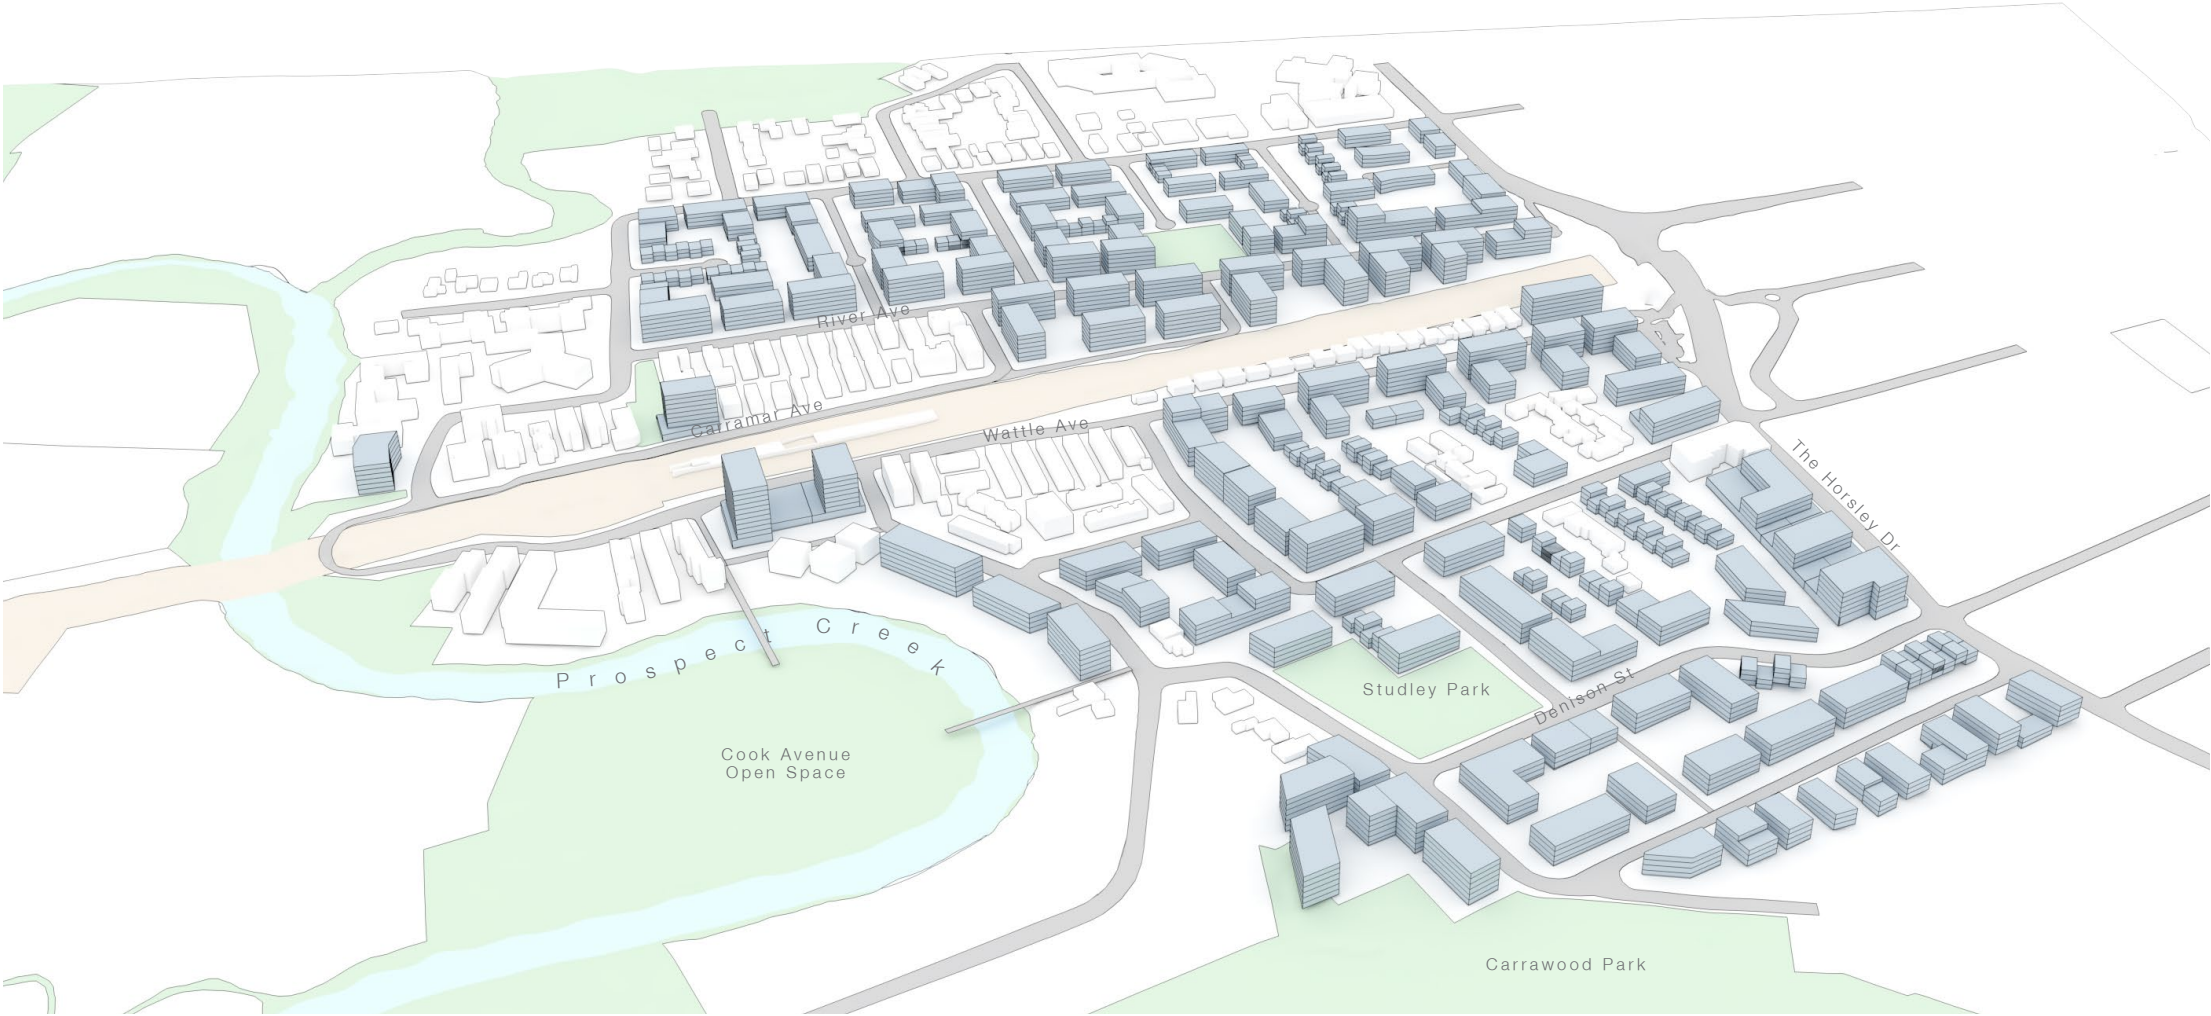 River Ave
Carramar Ave
Wattle Ave
The Horsley Dr
Prospect Creek
Studley Park
Denison St
Cook Avenue
Open Space
Carrawood Park